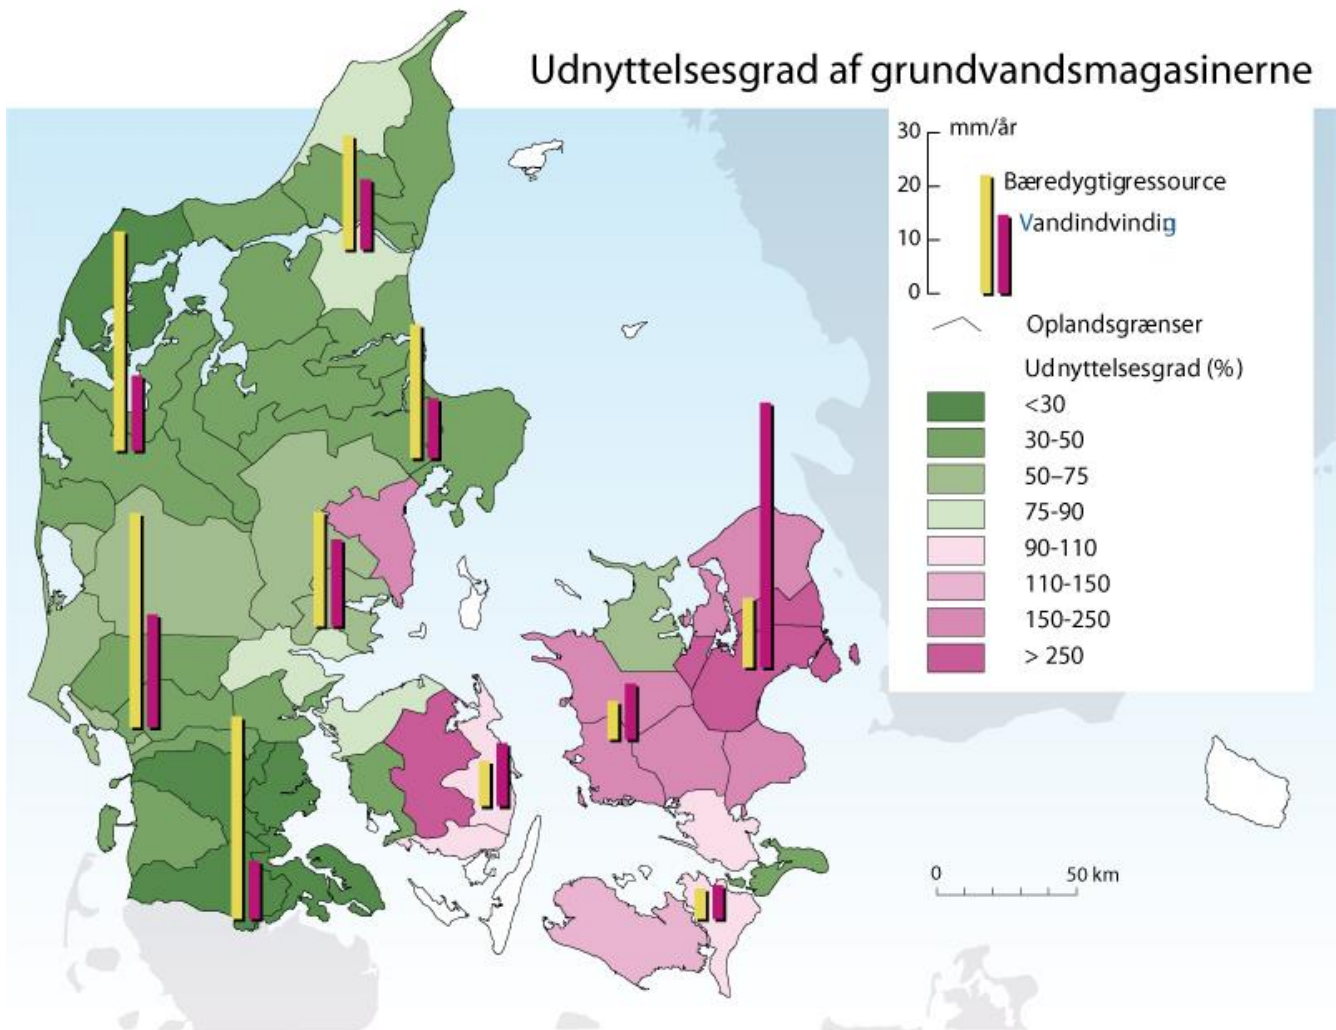 Udnyttelsesgrad af grundvandsmagasinerne
30
mm/år
20
Bæredygtigressource
Vandindvindig
10
0
Oplandsgrænser
Udnyttelsesgrad (%)
<30
30-50
50–75
75-90
90-110
110-150
150-250
> 250
0 50 km